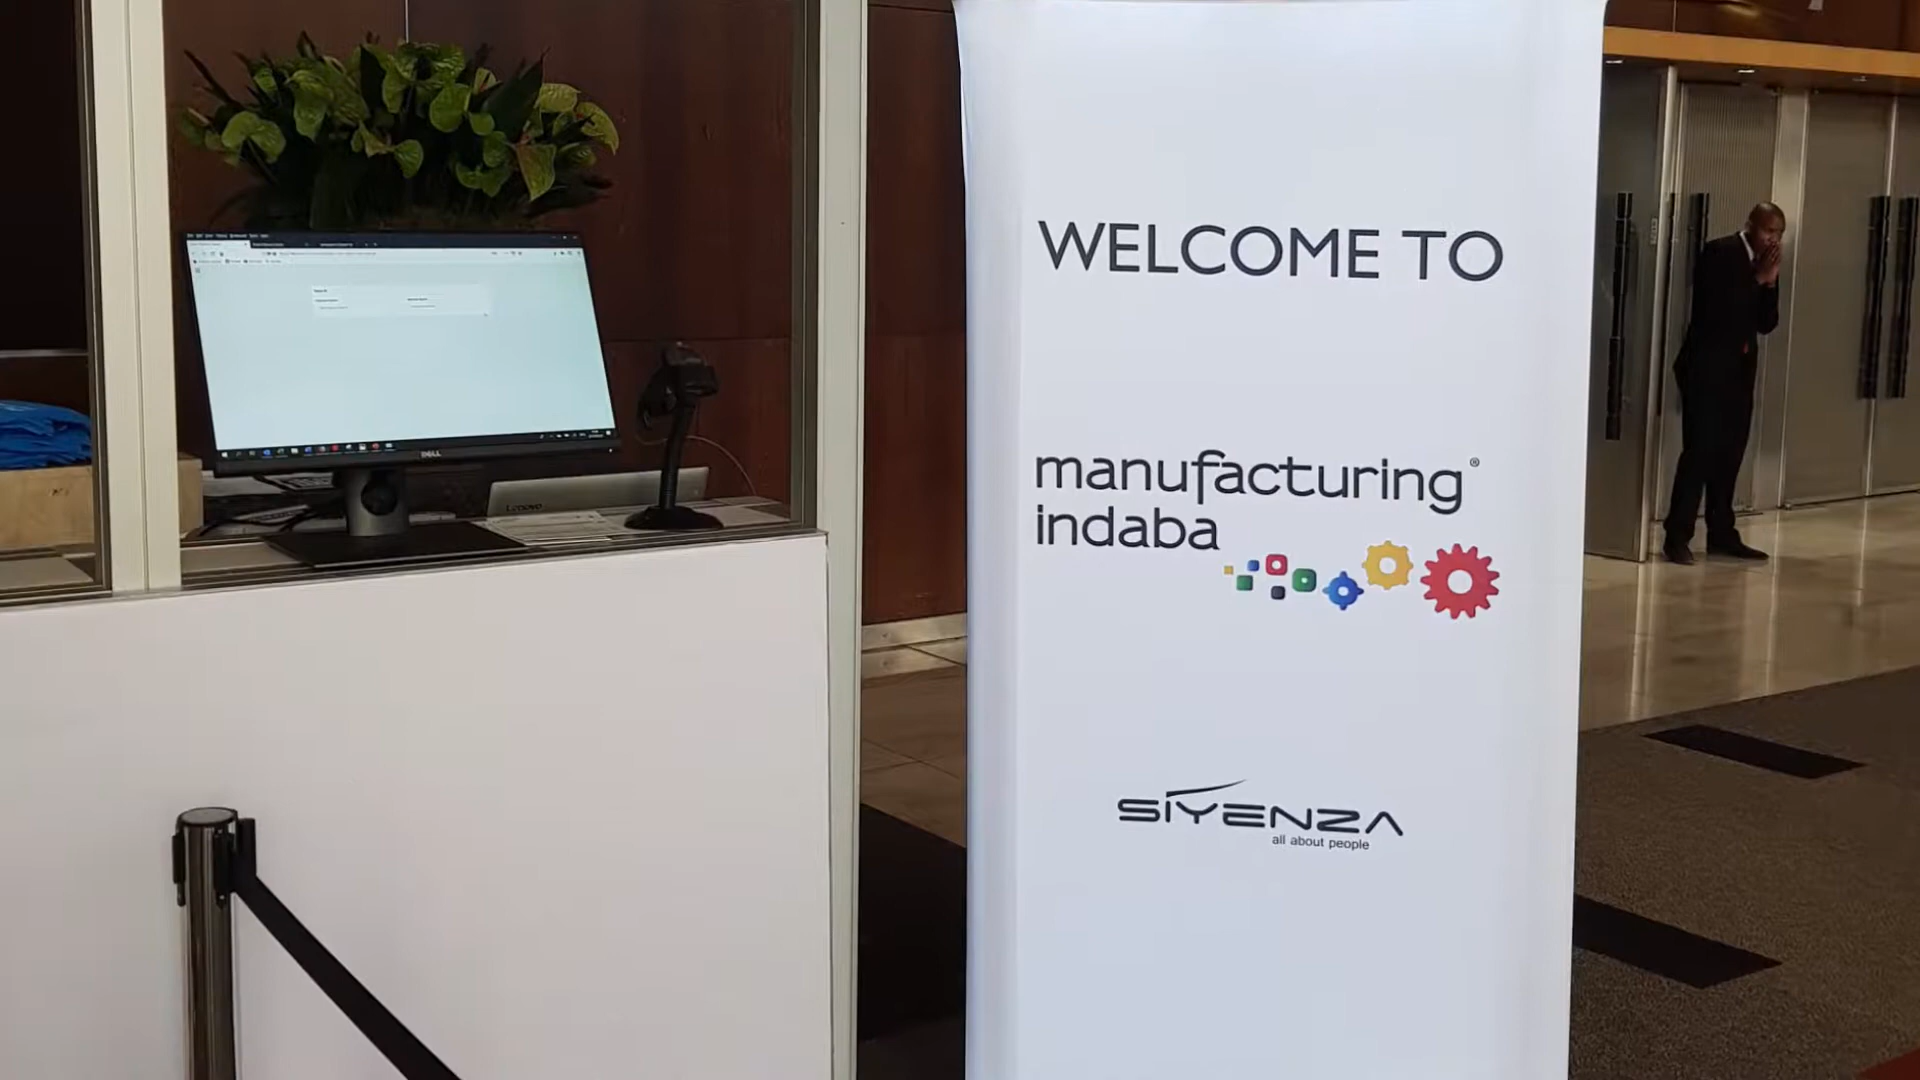 WELCOME TO
manufacturing®
indaba
SIYENZA
all about people
DELL
Lenovo